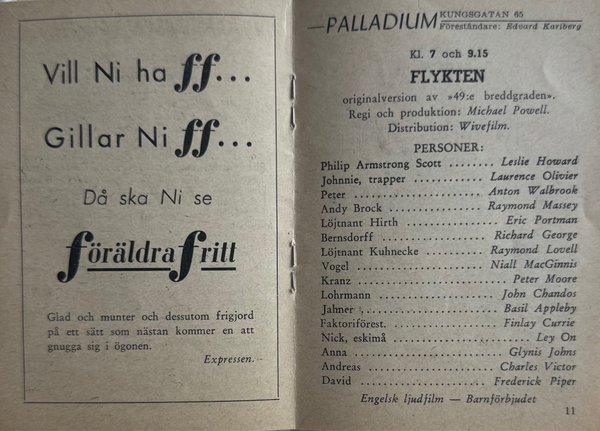 Vill Ni ha ff...
Gillar Ni ff...
Då ska Ni se
föräldra fritt
Glad och munter och dessutom frigjord
på ett sätt som nästan kommer en att
gnugga sig i ögonen.
Expressen.
—PALLADIUM KUNGSGATAN 65
Föreståndare: Edvard Karlberg
Kl. 7 och 9.15
FLYKTEN
originalversion av »49:e breddgraden».
Regi och produktion: Michael Powell.
Distribution: Wivefilm.
PERSONER:
Philip Armstrong Scott ........ Leslie Howard
Johnnie, trapper ........ Laurence Olivier
Peter ........ Anton Walbrook
Andy Brock ........ Raymond Massey
Löjtnant Hirth ........ Eric Portman
Bernsdorff ........ Richard George
Löjtnant Kuhnecke ........ Raymond Lovell
Vogel ........ Niall MacGinnis
Kranz ........ Peter Moore
Lohrmann ........ John Chandos
Jahner ........ Basil Appleby
Faktoriförest. ........ Finlay Currie
Nick, eskimå ........ Ley On
Anna ........ Glynis Johns
Andreas ........ Charles Victor
David ........ Frederick Piper
Engelsk ljudfilm — Barnförbjudet
11